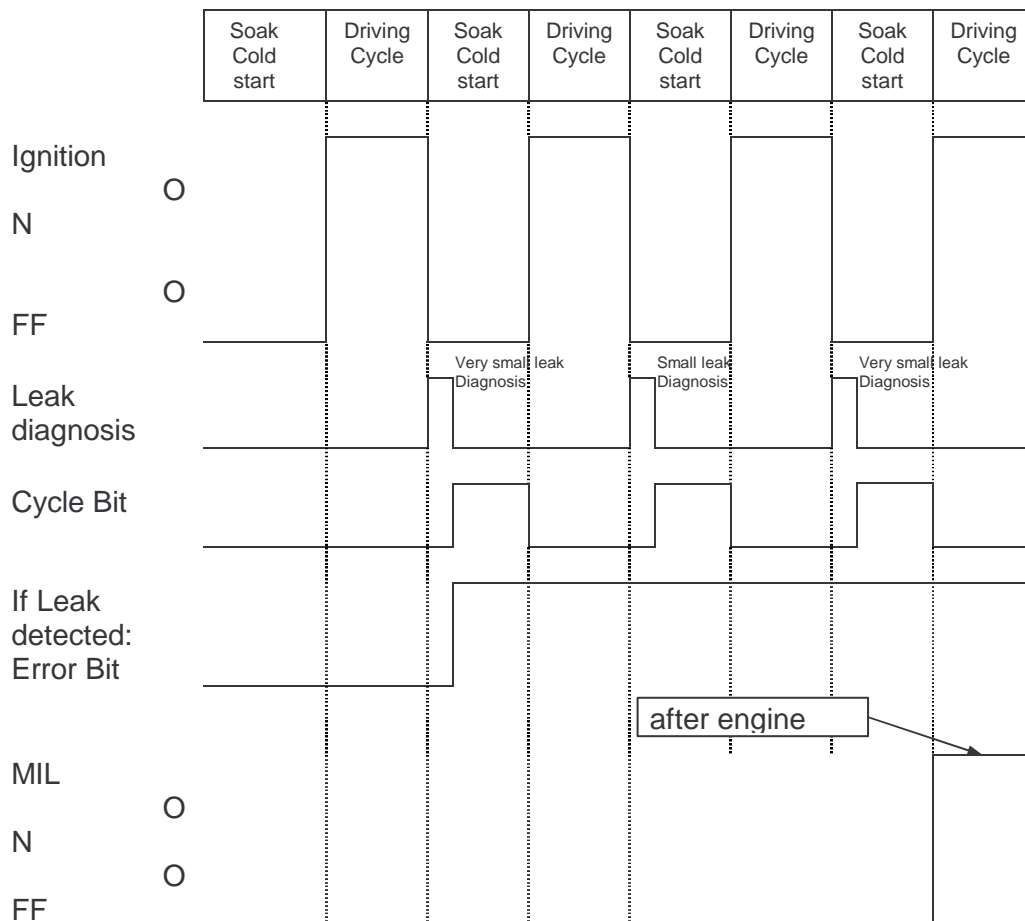 Soak Cold start
Driving Cycle
Soak Cold start
Driving Cycle
Soak Cold start
Driving Cycle
Soak Cold start
Driving Cycle
Ignition
O
N
O
FF
Very small leak
Diagnosis
Small leak
Diagnosis
Very small leak
Diagnosis
Leak
diagnosis
Cycle Bit
If Leak
detected:
Error Bit
after engine
MIL
O
N
O
FF